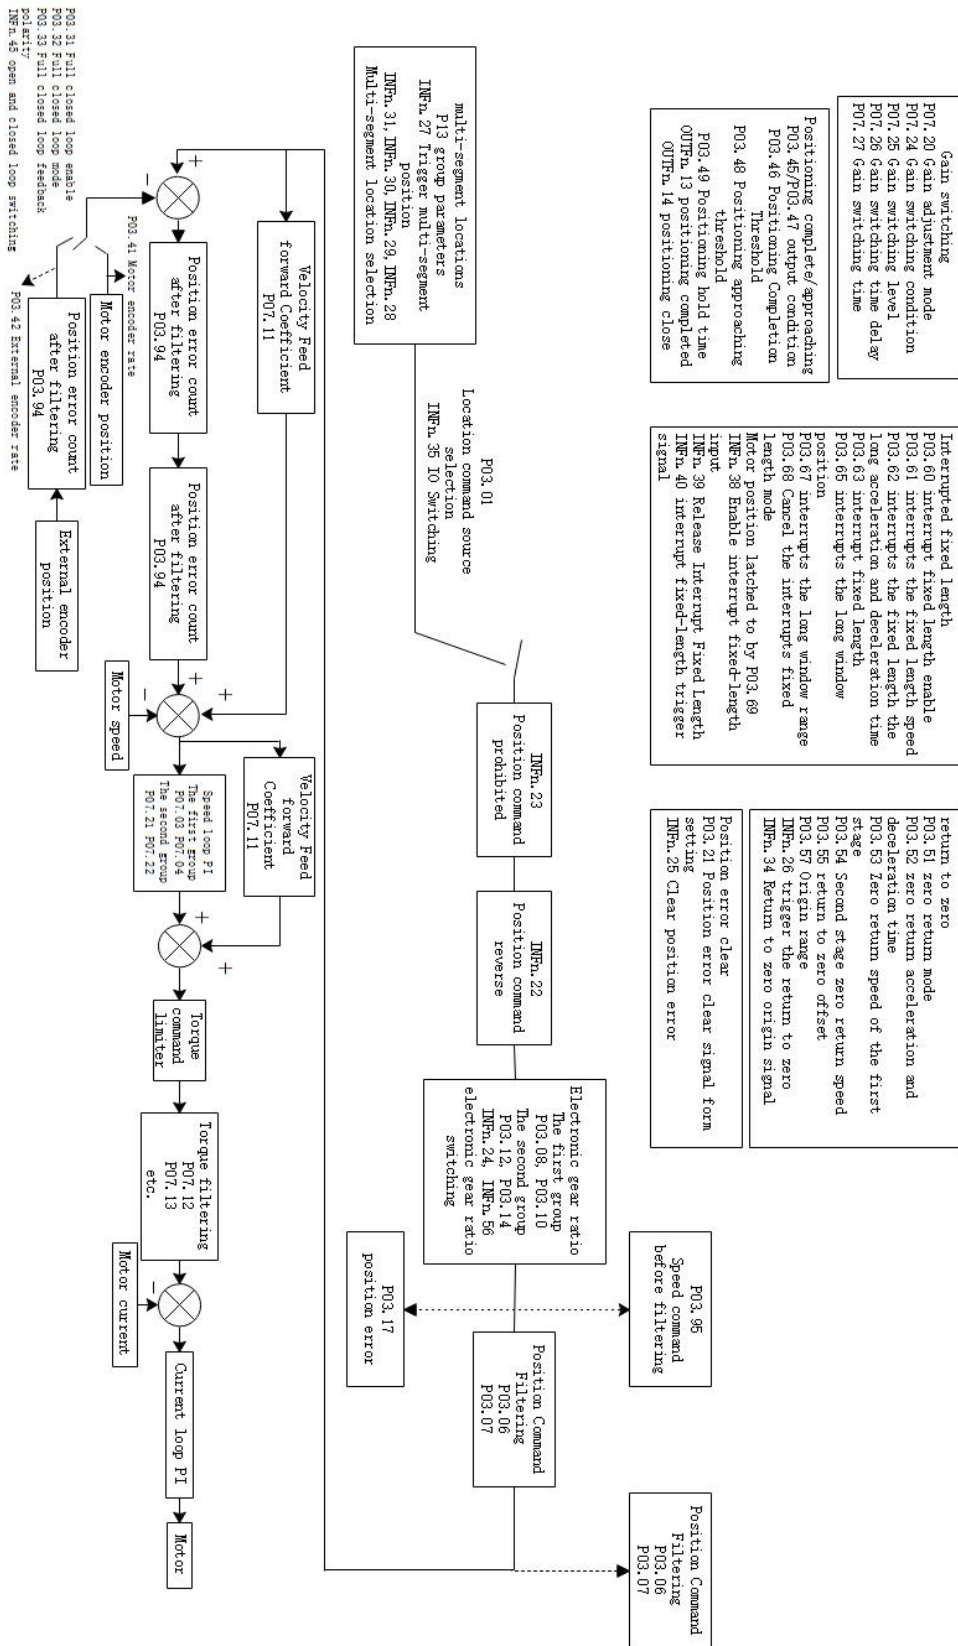 Gain switching
P07.20 Gain adjustment mode
P07.24 Gain switching condition
P07.25 Gain switching level
P07.26 Gain switching time delay
P07.27 Gain switching time
Positioning complete/approaching
P03.45/P03.47 output condition
P03.46 Positioning Completion
Threshold
P03.48 Positioning approaching
threshold
P03.49 Positioning hold time
OUTFn.13 positioning completed
OUTFn.14 positioning close
Interrupted fixed length
P03.60 interrupt fixed length enable
P03.61 interrupts the fixed length speed
P03.62 interrupts the fixed length the
long acceleration and deceleration time
P03.63 interrupt fixed length
P03.65 interrupts the long window
position
P03.67 interrupts the long window range
P03.68 Cancel the interrupts fixed
length mode
Motor position latched to by P03.69
INFn.38 Enable interrupt fixed-length
input
INFn.39 Release Interrupt Fixed Length
INFn.40 interrupt fixed-length trigger
signal
return to zero
P03.51 zero return mode
P03.52 zero return acceleration and
deceleration time
P03.53 Zero return speed of the first
stage
P03.54 Second stage zero return speed
P03.55 return to zero offset
P03.57 Origin range
INFn.26 trigger the return to zero
INFn.34 Return to zero origin signal
Position error clear
P03.21 Position error clear signal form
setting
INFn.25 Clear position error
multi-segment locations
P13 group parameters
INFn.27 Trigger multi-segment
position
INFn.31, INFn.30, INFn.29, INFn.28
Multi-segment location selection
P03.01
Location command source
selection
INFn.35 IO Switching
INFn.23
Position command
prohibited
INFn.22
Position command
reverse
Electronic gear ratio
The first group
P03.08, P03.10
The second group
P03.12, P03.14
INFn.24, INFn.56
electronic gear ratio
switching
P03.95
Speed command
before filtering
P03.17
position error
Position Command
Filtering
P03.06
P03.07
Position Command
Filtering
P03.06
P03.07
Velocity Feed
forward Coefficient
P07.11
+
-
Position error count
after filtering
P03.94
Position error count
after filtering
P03.94
+
+
-
Motor speed
Velocity Feed
forward
Coefficient
P07.11
Speed loop PI
The first group
P07.03 P07.04
The second group
P07.21 P07.22
+
+
Torque
command
limiter
Torque filtering
P07.12
P07.13
etc.
-
Motor current
Current loop PI
Motor
P03.41 Motor encoder rate
Motor encoder position
Position error count
after filtering
P03.94
External encoder
position
P03.42 External encoder rate
P03.31 Full closed loop enable
P03.32 Full closed loop mode
P03.33 Full closed loop feedback
polarity
INFn.45 open and closed loop switching